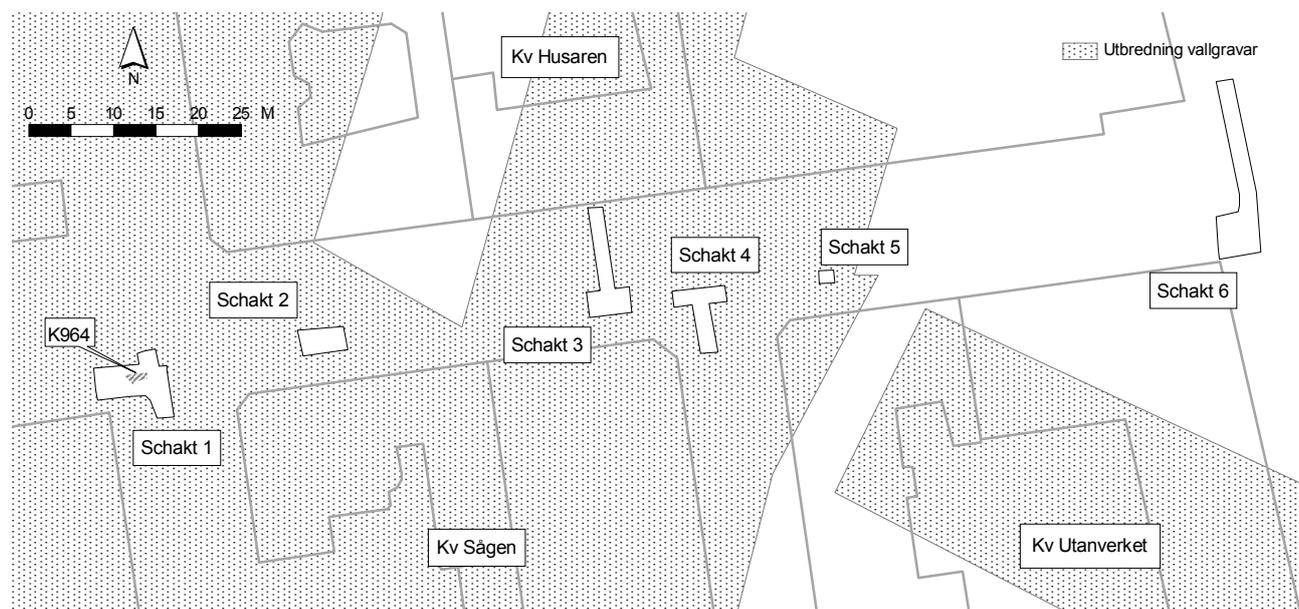 Kv Husaren
Utbredning vallgravar
N
0 5 10 15 20 25 M
Schakt 5
Schakt 4
Schakt 2
Schakt 6
K964
Schakt 3
Schakt 1
Kv Sågen
Kv Utanverket